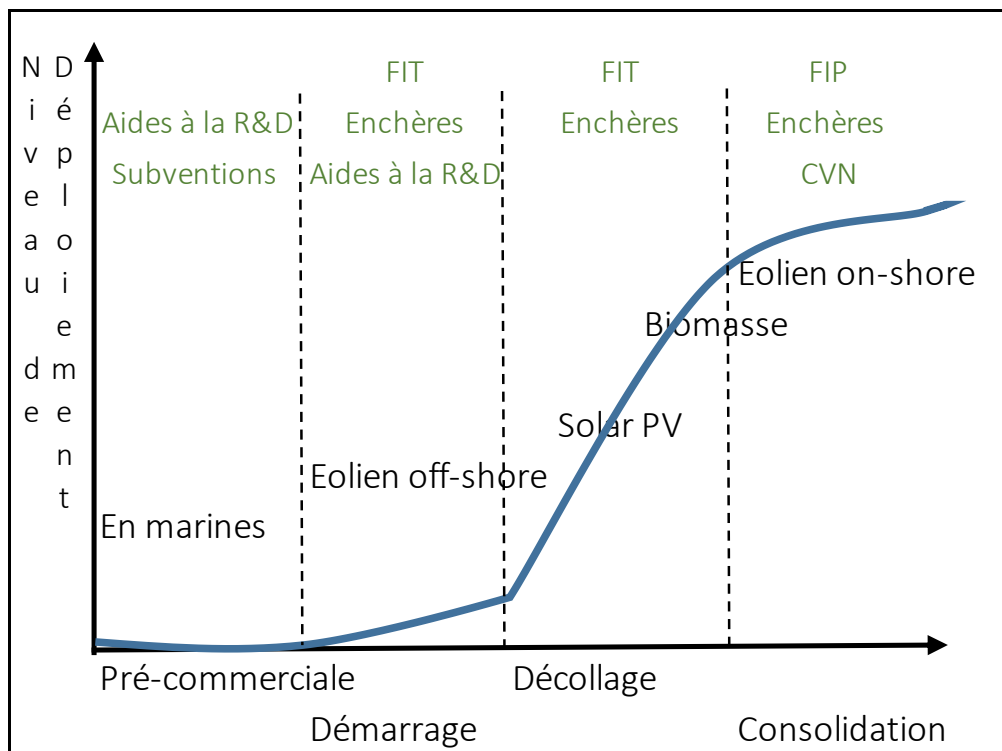 Niveau de
Déploiement
FIT
FIT
FIP
Aides à la R&D
Enchères
Enchères
Enchères
Subventions
Aides à la R&D
CVN
Eolien on-shore
Biomasse
Solar PV
Eolien off-shore
En marines
Pré-commerciale
Décollage
Démarrage
Consolidation